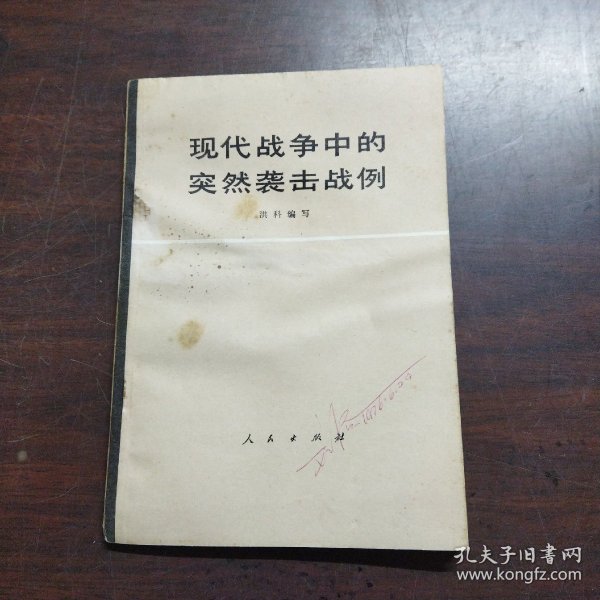 现代战争中的
突然袭击战例
洪科编写
人民出版社
孔夫子旧书网
www.kongfz.com